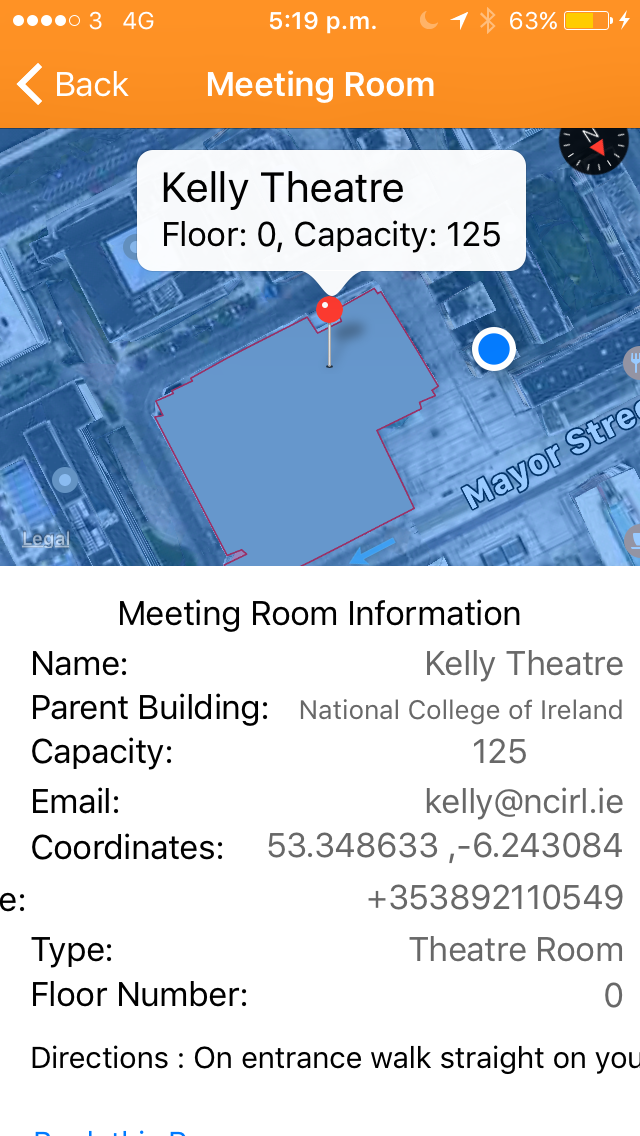 3 4G 5:19 p.m. 63%
Back Meeting Room
N
Kelly Theatre
Floor: 0, Capacity: 125
Mayor Stree
Legal
Meeting Room Information
Name: Kelly Theatre
Parent Building: National College of Ireland
Capacity: 125
Email: kelly@ncirl.ie
Coordinates: 53.348633 ,-6.243084
e: +353892110549
Type: Theatre Room
Floor Number: 0
Directions : On entrance walk straight on you